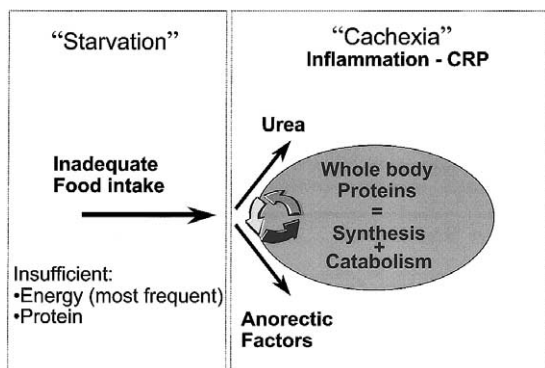 “Starvation”
Inadequate
Food intake
Insufficient:
•Energy (most frequent)
•Protein
“Cachexia”
Inflammation - CRP
Urea
Whole body
Proteins
=
Synthesis
+
Catabolism
Anorectic
Factors